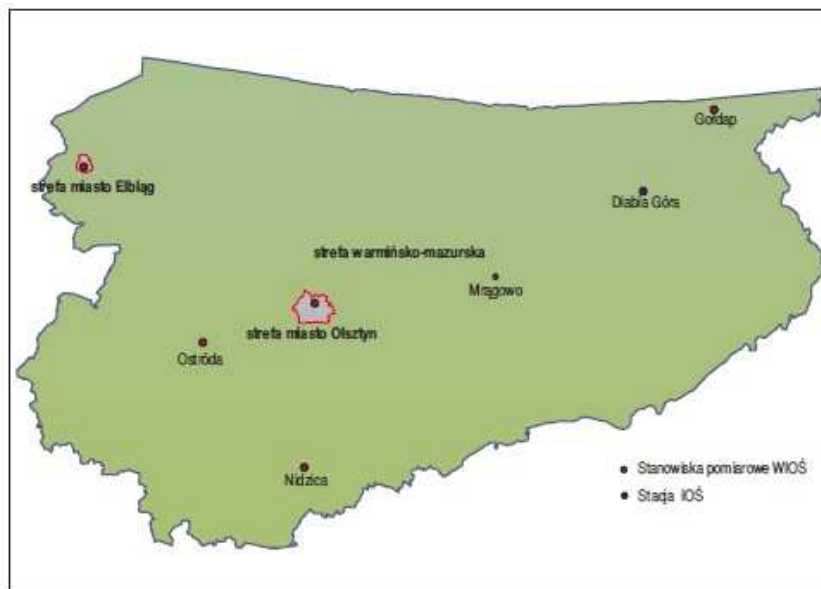 Gołdap
strefa miasto Elbląg
Diabla Góra
strefa warmińsko-mazurska
Mrągowo
strefa miasto Olsztyn
Ostróda
Stanowiska pomiarowe WIOŚ
Nidzica
Stacja IOŚ